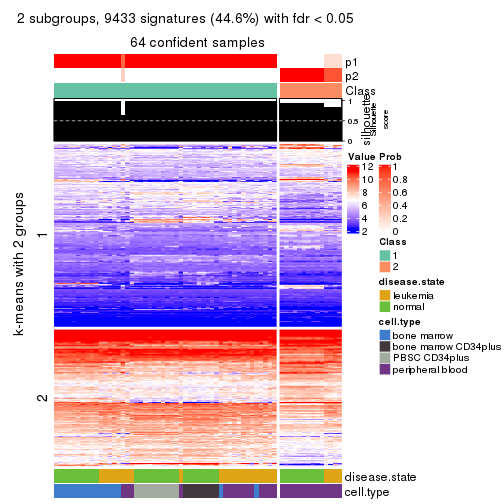 2 subgroups, 9433 signatures (44.6%) with fdr < 0.05
64 confident samples
p1
p2
Class
silhouette
Silhouette
score
1
0.5
0
k-means with 2 groups
1
2
disease.state
cell.type
Value
12
10
8
6
4
2
Prob
1
0.8
0.6
0.4
0.2
0
Class
1
2
disease.state
leukemia
normal
cell.type
bone marrow
bone marrow CD34plus
PBSC CD34plus
peripheral blood